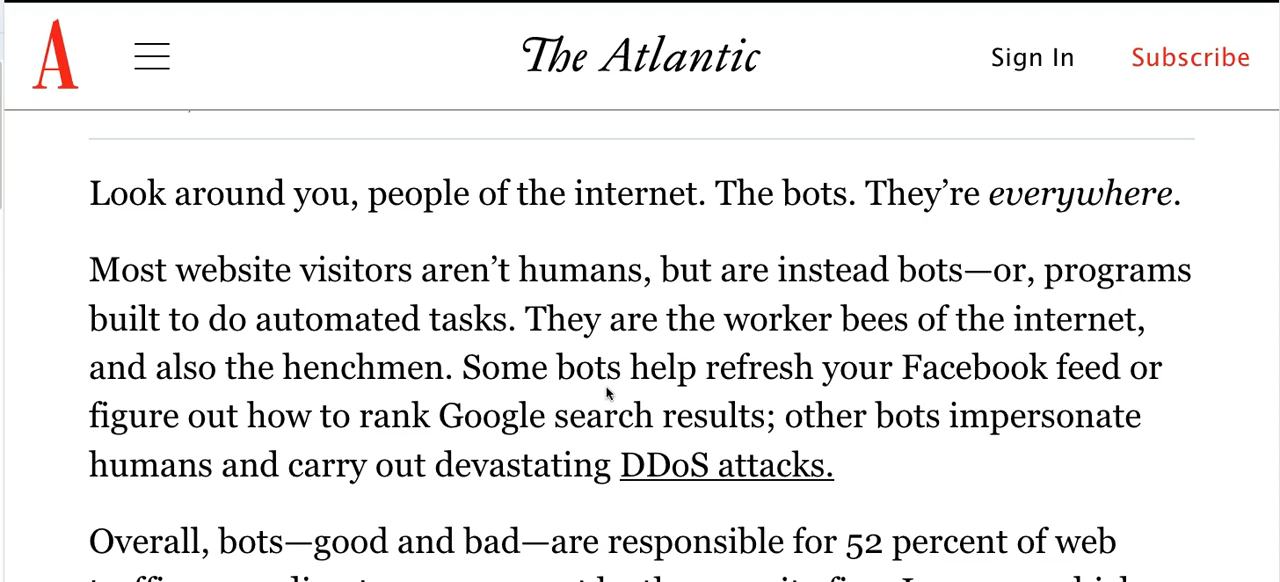 A
The Atlantic
Sign In
Subscribe
Look around you, people of the internet. The bots. They’re everywhere.
Most website visitors aren’t humans, but are instead bots—or, programs
built to do automated tasks. They are the worker bees of the internet,
and also the henchmen. Some bots help refresh your Facebook feed or
figure out how to rank Google search results; other bots impersonate
humans and carry out devastating DDoS attacks.
Overall, bots—good and bad—are responsible for 52 percent of web